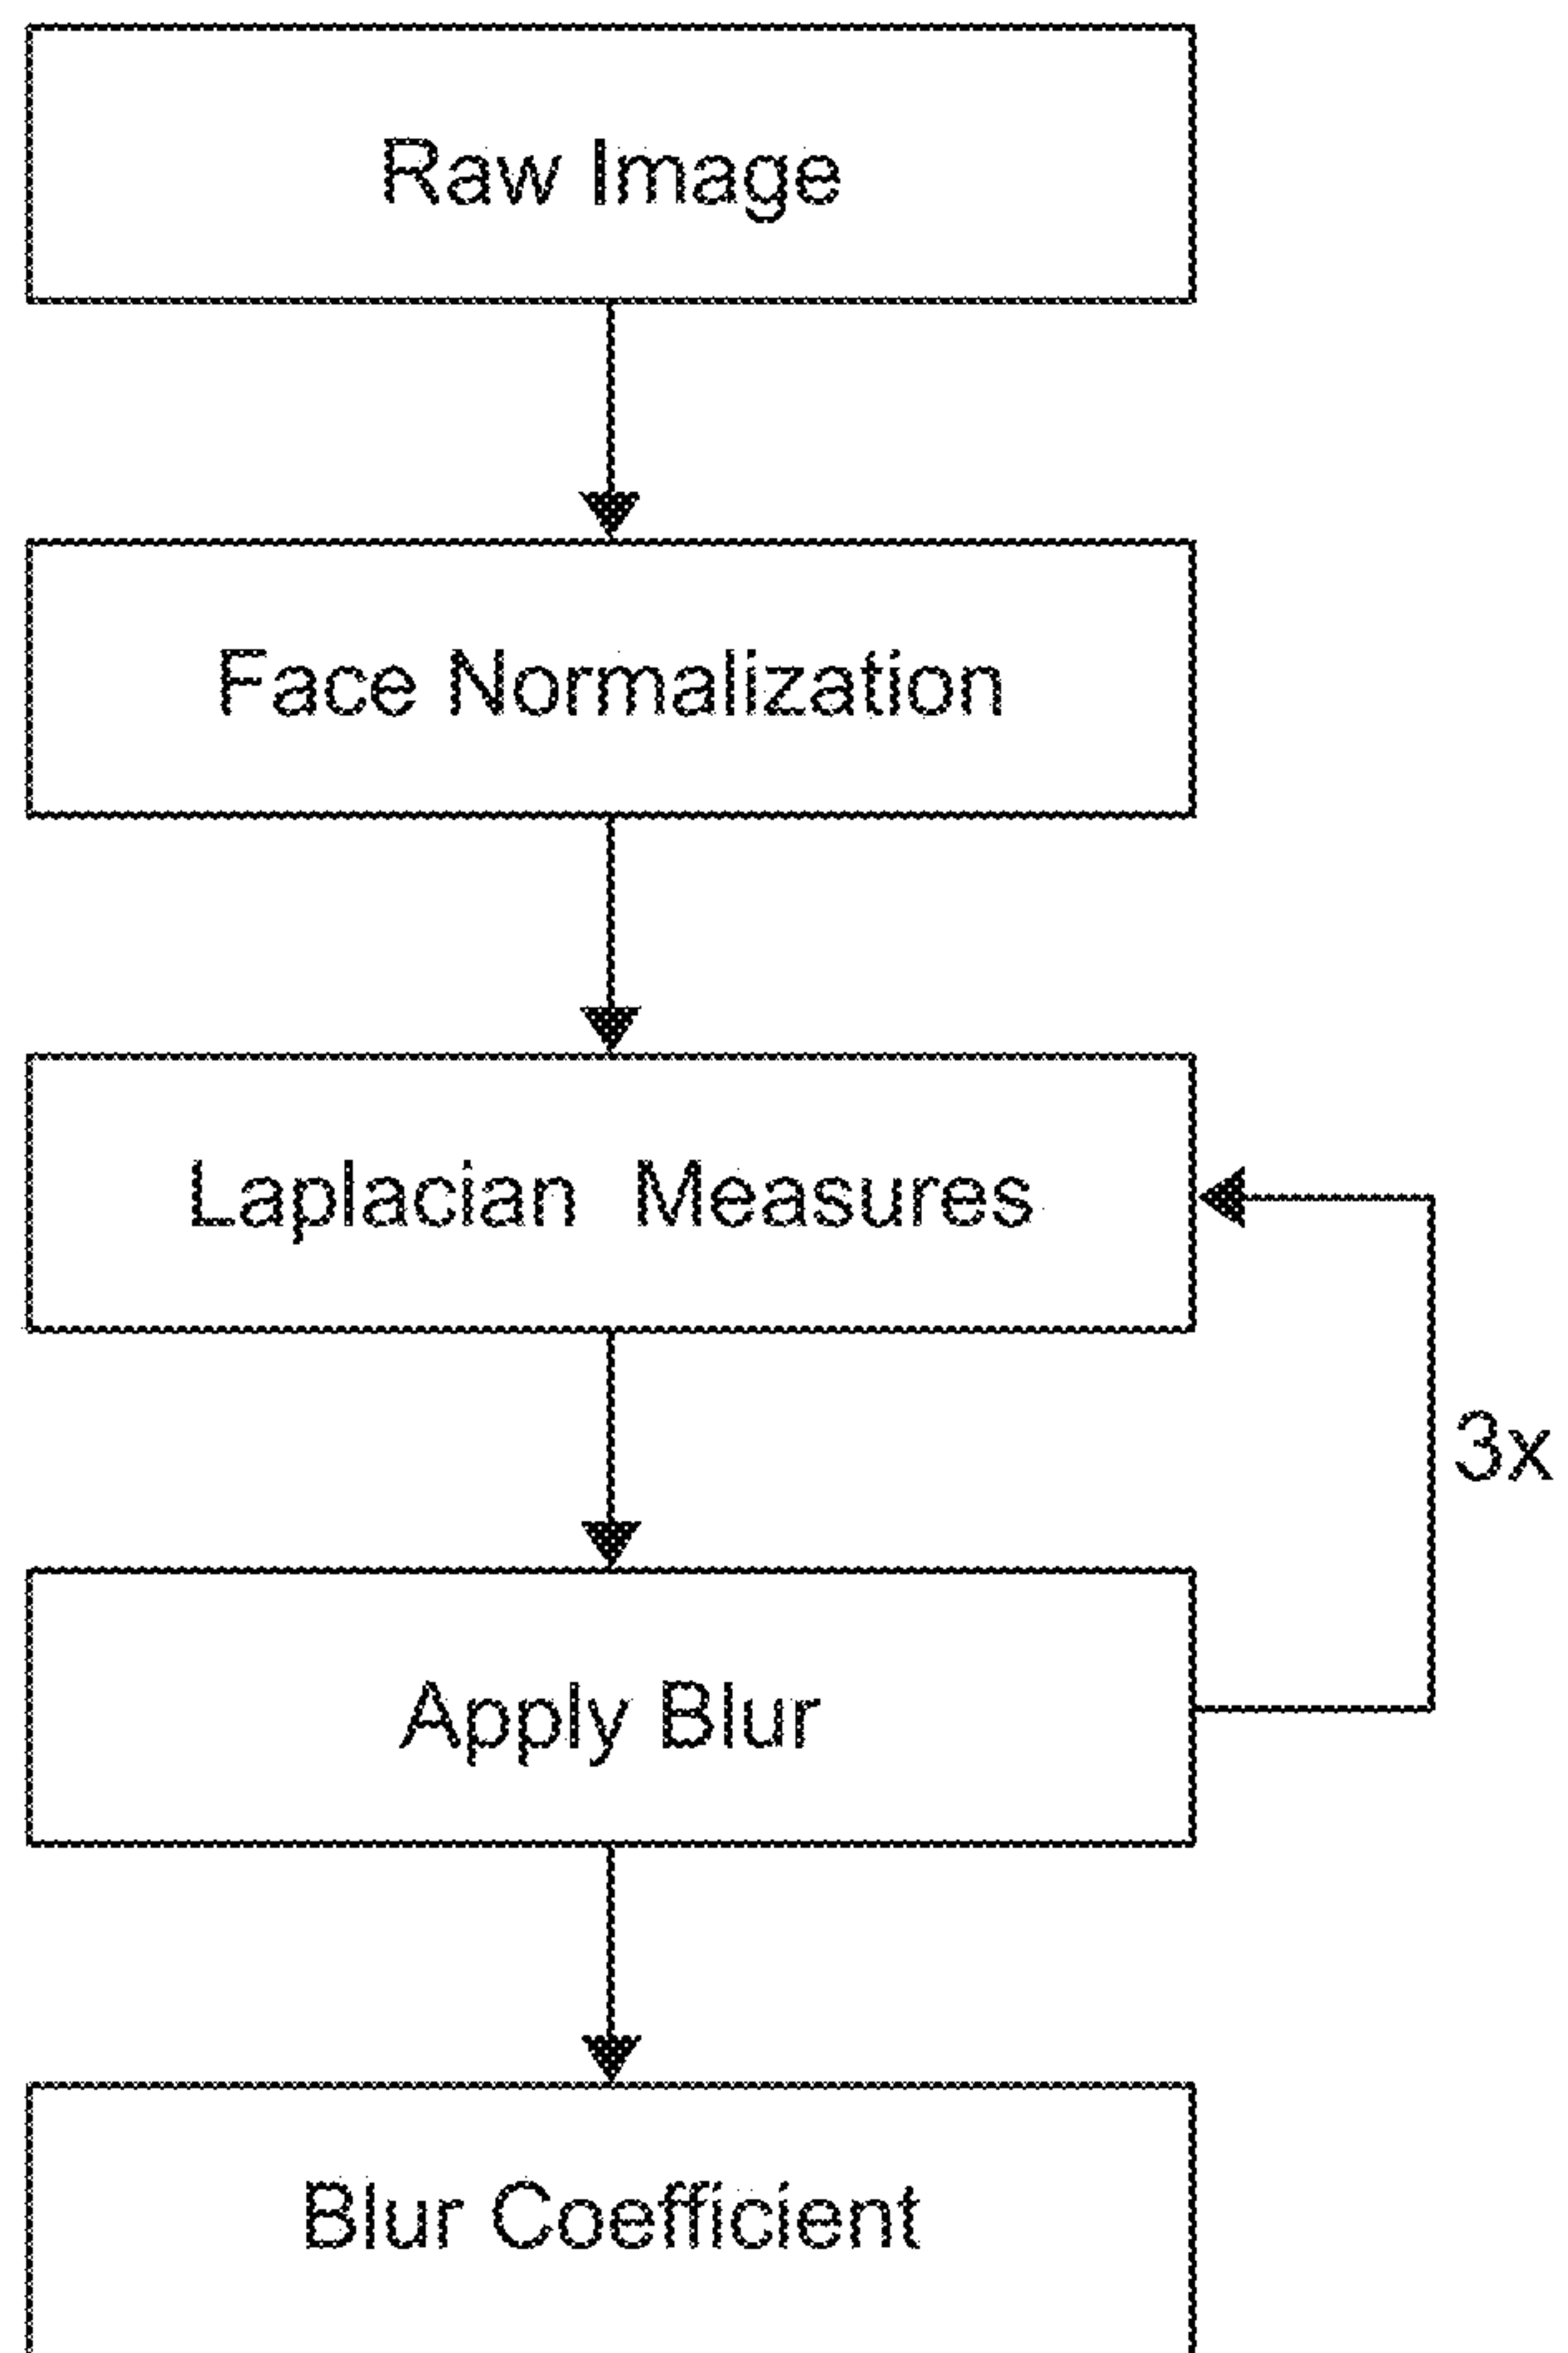 Raw Image
Face Normalization
Laplacian Measures
3x
Apply Blur
Blur Coefficient